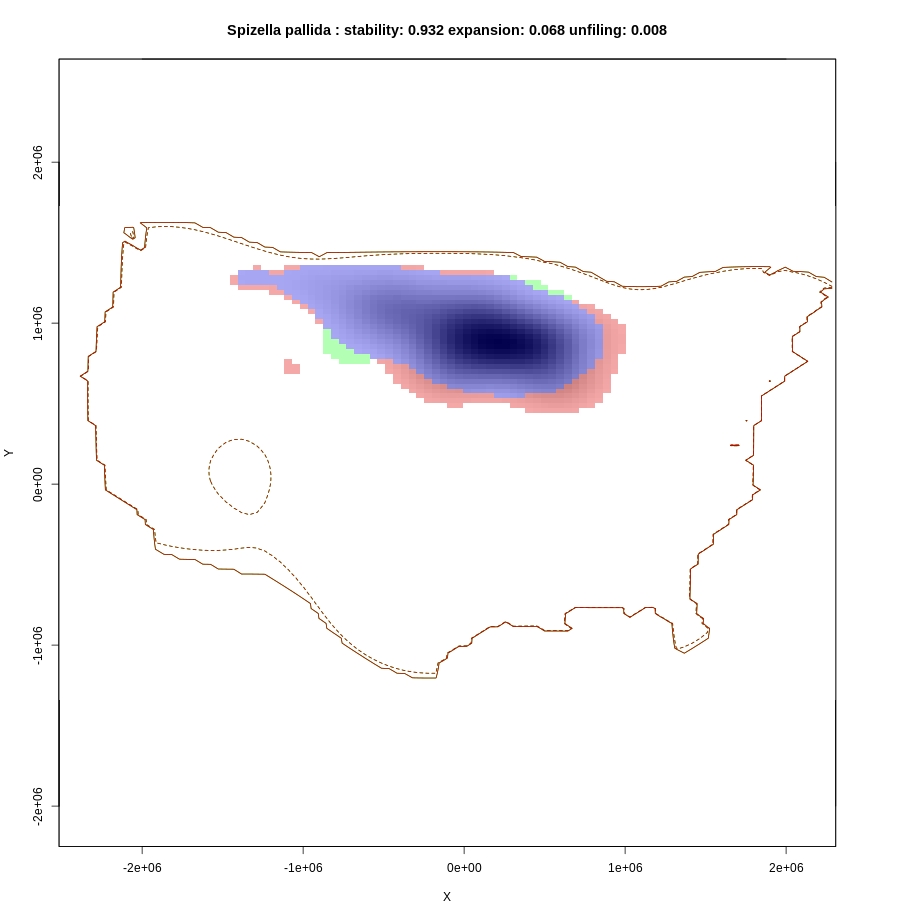 Spizella pallida : stability: 0.932 expansion: 0.068 unfiling: 0.008
2e+06
1e+06
0e+00
-1e+06
-2e+06
Y
-2e+06 -1e+06 0e+00 1e+06 2e+06
X